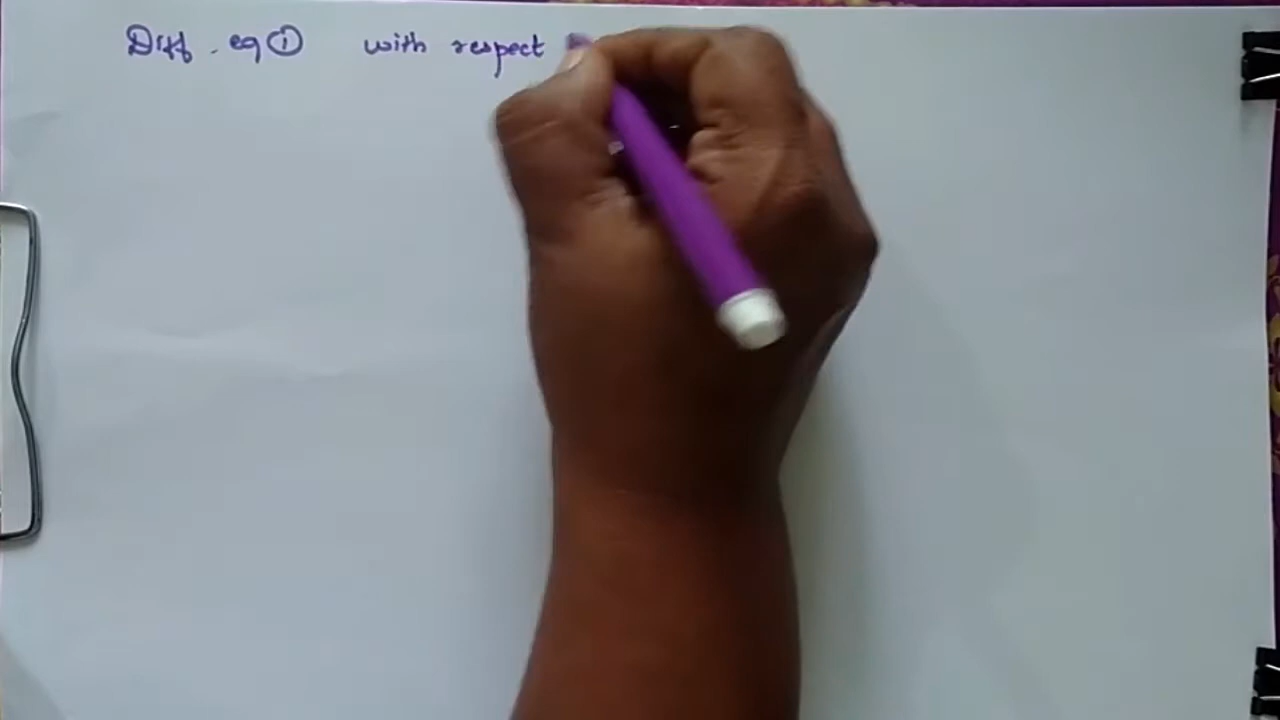 Diff. eq ① with respect